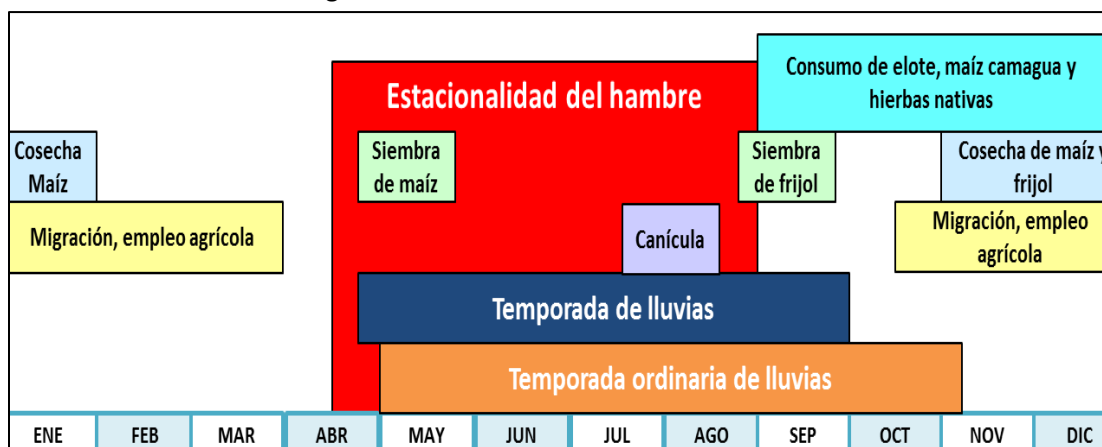 Consumo de elote, maíz camagua y
hierbas nativas
Estacionalidad del hambre
Cosecha
Maíz
Siembra
de maíz
Siembra
de frijol
Cosecha de maíz y
frijol
Migración, empleo agrícola
Canícula
Migración, empleo
agrícola
Temporada de lluvias
Temporada ordinaria de lluvias
ENE FEB MAR ABR MAY JUN JUL AGO SEP OCT NOV DIC